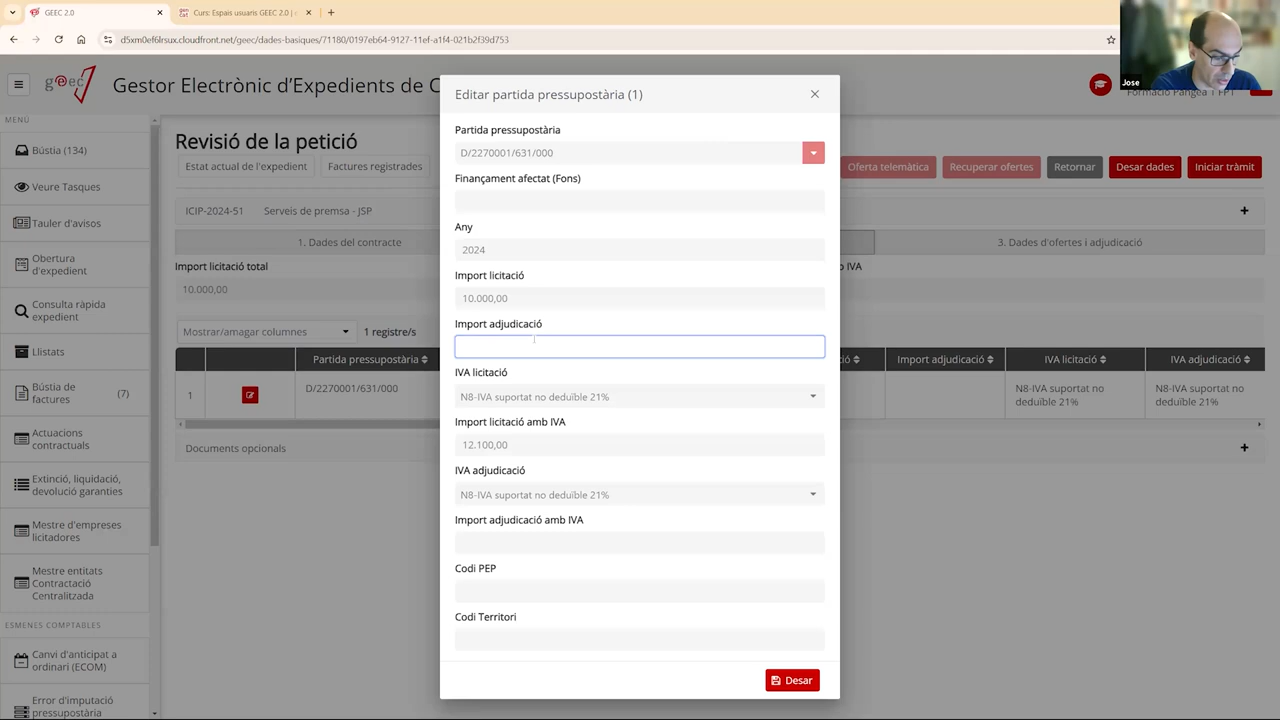 GEEC 2.0
Curs: Espais usuaris GEEC 2.0 | c
d5xm0ef6lrsux.cloudfront.net/geec/dades-basiques/71180/0197eb64-9127-11ef-a1f4-021b2f39d753
Jose
geec
Gestor Electrònic d'Expedients de C
Formació Pangea 1 FP1
MENÚ
Bústia (134)
Veure Tasques
Tauler d'avisos
Obertura
d'expedient
Consulta ràpida
expedient
Llistats
Bústia de
factures
(7)
Actuacions
contractuals
Extinció, liquidació,
devolució garanties
Mestre d'empreses
licitadores
Mestre entitats
Contractació
Centralitzada
ESMENES COMPTABLES
Canvi d'anticipat a
ordinari (ECOM)
Error d'imputació
pressupostària
Revisió de la petició
Estat actual de l'expedient
Factures registrades
Oferta telemàtica
Recuperar ofertes
Retornar
Desar dades
Iniciar tràmit
ICIP-2024-51 Serveis de premsa - JSP
1. Dades del contracte
3. Dades d'ofertes i adjudicació
Import licitació total
10.000,00
b IVA
Mostrar/amagar columnes
1 registre/s
Partida pressupostària
ó
Import adjudicació
IVA licitació
IVA adjudicació
1
D/2270001/631/000
N8-IVA suportat no
deduïble 21%
N8-IVA suportat no
deduïble 21%
Documents opcionals
Editar partida pressupostària (1)
Partida pressupostària
D/2270001/631/000
Finançament afectat (Fons)
Any
2024
Import licitació
10.000,00
Import adjudicació
IVA licitació
N8-IVA suportat no deduïble 21%
Import licitació amb IVA
12.100,00
IVA adjudicació
N8-IVA suportat no deduïble 21%
Import adjudicació amb IVA
Codi PEP
Codi Territori
Desar